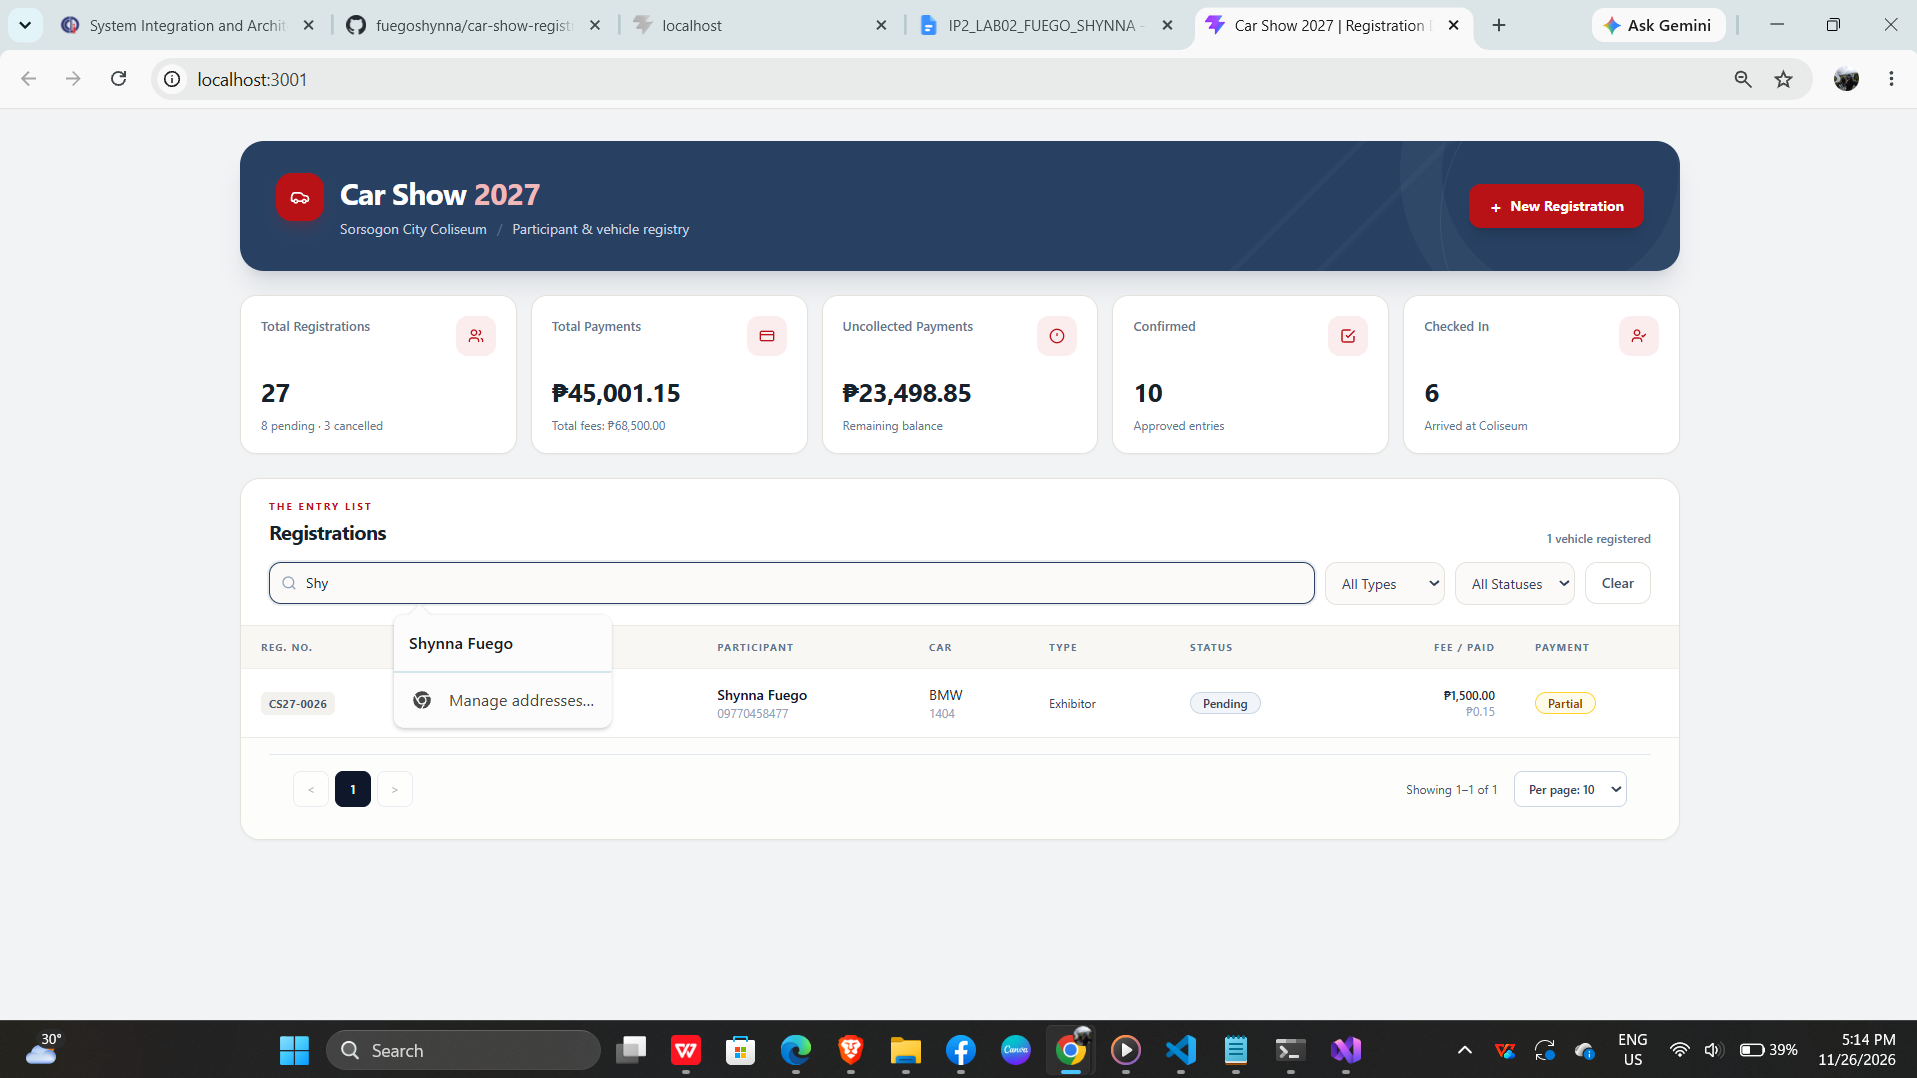 System Integration and Archit
fuegoshynna/car-show-regist
localhost
IP2_LAB02_FUEGO_SHYNNA -
Car Show 2027 | Registration
Ask Gemini
localhost:3001
Car Show 2027
Sorsogon City Coliseum / Participant & vehicle registry
+ New Registration
Total Registrations
27
8 pending · 3 cancelled
Total Payments
₱45,001.15
Total fees: ₱68,500.00
Uncollected Payments
₱23,498.85
Remaining balance
Confirmed
10
Approved entries
Checked In
6
Arrived at Coliseum
THE ENTRY LIST
Registrations
1 vehicle registered
Shy
All Types
All Statuses
Clear
Shynna Fuego
Manage addresses...
REG. NO. PARTICIPANT CAR TYPE STATUS FEE / PAID PAYMENT
CS27-0026
Shynna Fuego
09770458477
BMW
1404
Exhibitor
Pending
₱1,500.00
₱0.15
Partial
< 1 >
Showing 1–1 of 1
Per page: 10
30°
Search
Canva
ENG
US
39%
5:14 PM
11/26/2026